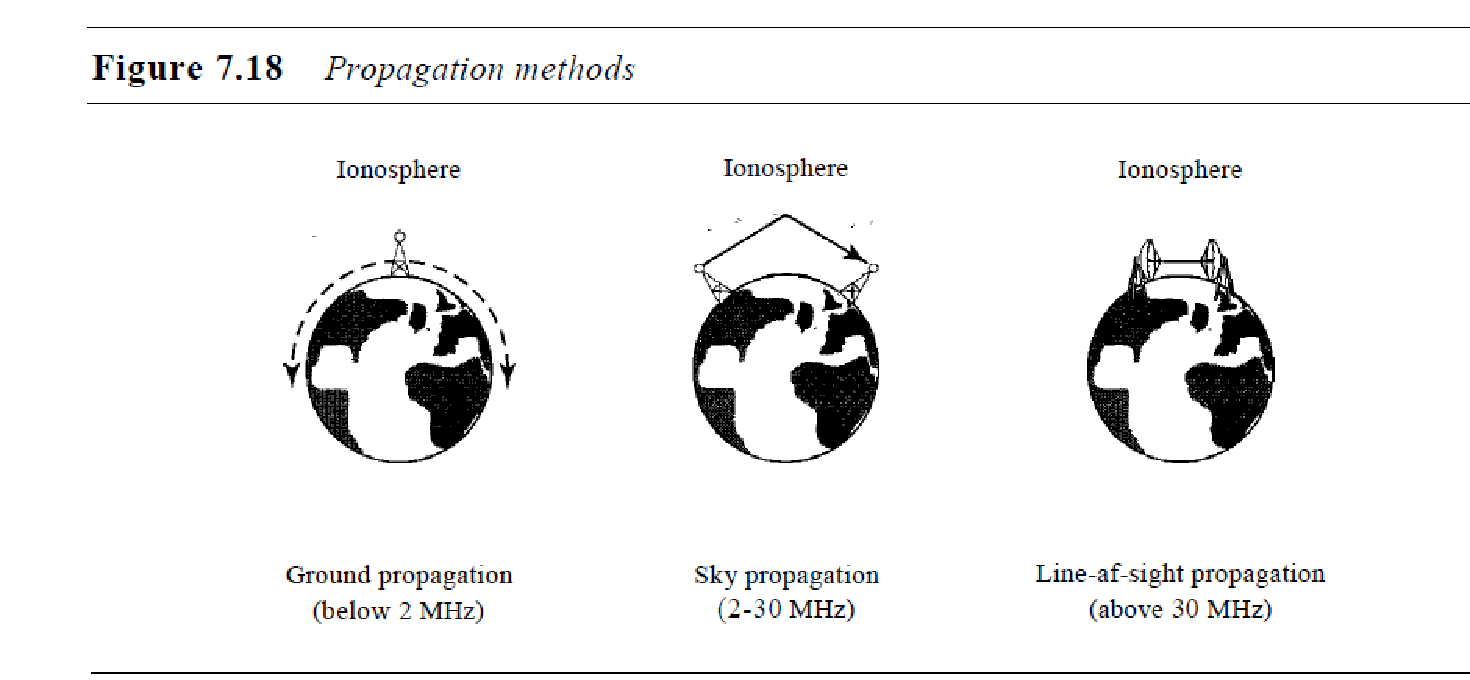 Figure 7.18 Propagation methods
Ionosphere Ionosphere Ionosphere
Ground propagation Sky propagation Line-af-sight propagation
(below 2 MHz) (2-30 MHz) (above 30 MHz)